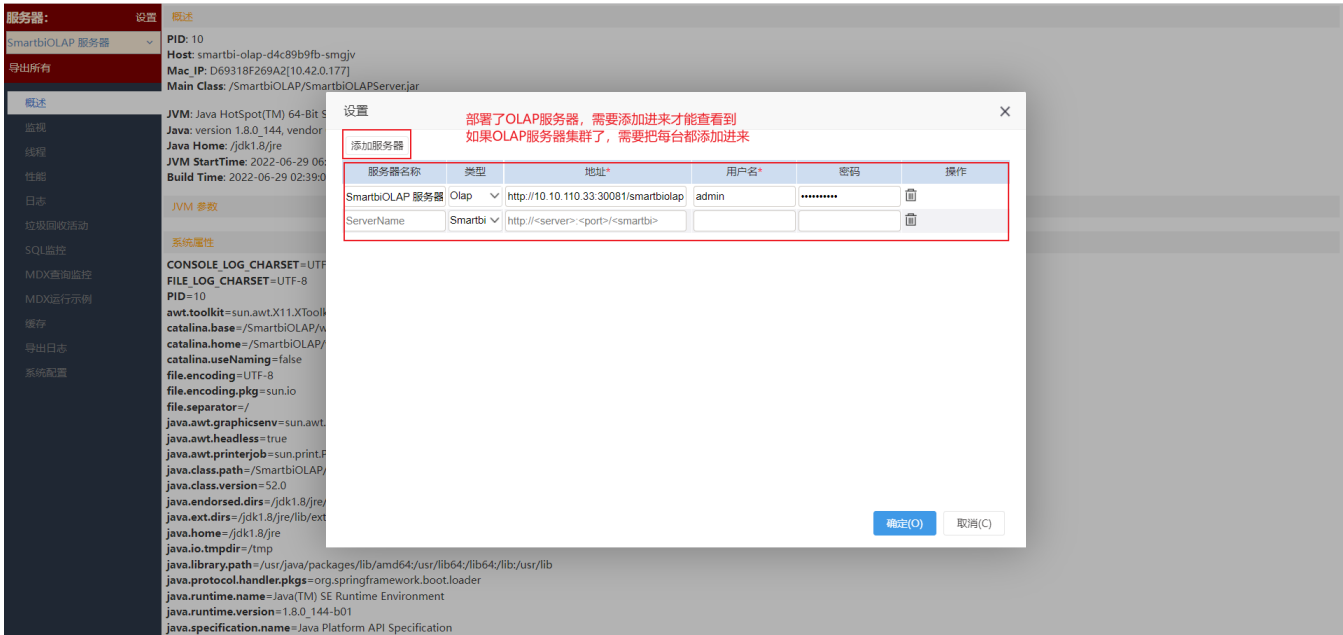 服务器:
设置
SmartbiOLAP 服务器
导出所有
概述
监视
线程
性能
日志
垃圾回收活动
SQL监控
MDX查询监控
MDX运行示例
缓存
导出日志
系统配置
概述
PID: 10
Host: smartbi-olap-d4c89b9fb-smgjv
Mac_IP: D69318F269A2[10.42.0.177]
Main Class: /SmartbiOLAP/SmartbiOLAPServer.jar
JVM: Java HotSpot(TM) 64-Bit S
Java: version 1.8.0_144, vendor
Java Home: /jdk1.8/jre
JVM StartTime: 2022-06-29 06:
Build Time: 2022-06-29 02:39:0
JVM 参数
系统属性
CONSOLE_LOG_CHARSET=UTF
FILE_LOG_CHARSET=UTF-8
PID=10
awt.toolkit=sun.awt.X11.XToolk
catalina.base=/SmartbiOLAP/w
catalina.home=/SmartbiOLAP/
catalina.useNaming=false
file.encoding=UTF-8
file.encoding.pkg=sun.io
file.separator=/
java.awt.graphicsenv=sun.awt.
java.awt.headless=true
java.awt.printerjob=sun.print.P
java.class.path=/SmartbiOLAP/
java.class.version=52.0
java.endorsed.dirs=/jdk1.8/jre/
java.ext.dirs=/jdk1.8/jre/lib/ext
java.home=/jdk1.8/jre
java.io.tmpdir=/tmp
java.library.path=/usr/java/packages/lib/amd64:/usr/lib64:/lib64:/lib:/usr/lib
java.protocol.handler.pkgs=org.springframework.boot.loader
java.runtime.name=Java(TM) SE Runtime Environment
java.runtime.version=1.8.0_144-b01
java.specification.name=Java Platform API Specification
设置
部署了OLAP服务器，需要添加进来才能查看到
如果OLAP服务器集群了，需要把每台都添加进来
添加服务器
服务器名称 类型 地址* 用户名* 密码 操作
SmartbiOLAP 服务器 Olap http://10.10.110.33:30081/smartbiolap admin ••••••••••
ServerName Smartbi http://<server>:<port>/<smartbi>
确定(O) 取消(C)